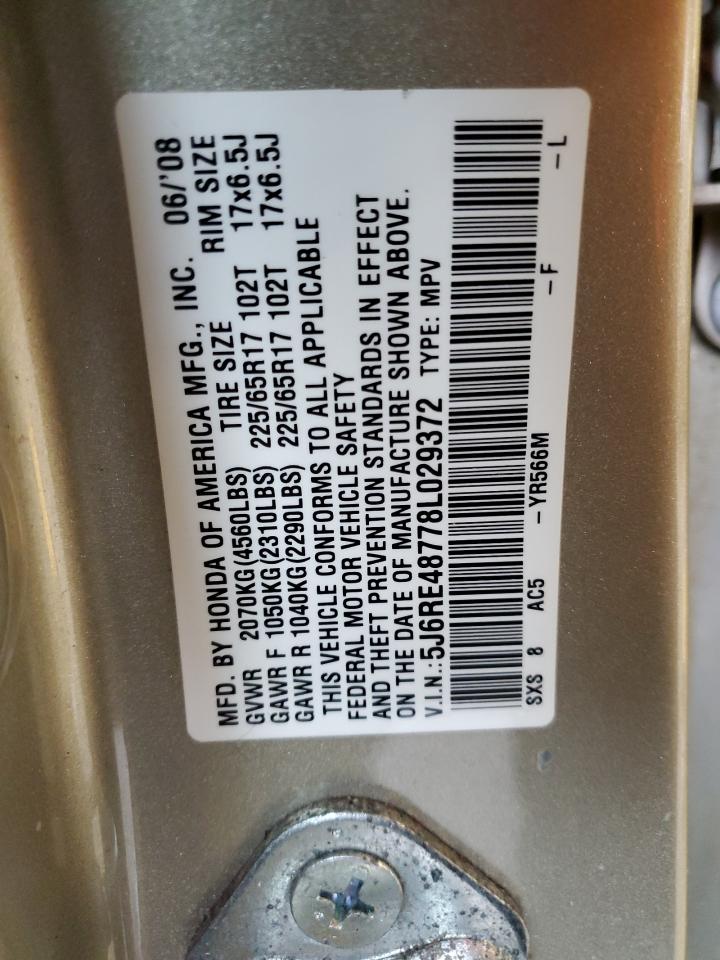 MFD. BY HONDA OF AMERICA MFG., INC. 06/'08
GVWR 2070KG(4560LBS) TIRE SIZE RIM SIZE
GAWR F 1050KG(2310LBS) 225/65R17 102T 17x6.5J
GAWR R 1040KG(2290LBS) 225/65R17 102T 17x6.5J
THIS VEHICLE CONFORMS TO ALL APPLICABLE
FEDERAL MOTOR VEHICLE SAFETY
AND THEFT PREVENTION STANDARDS IN EFFECT
ON THE DATE OF MANUFACTURE SHOWN ABOVE.
V.I.N.:5J6RE48778L029372 TYPE: MPV
SXS 8 AC5 -YR566M -F -L